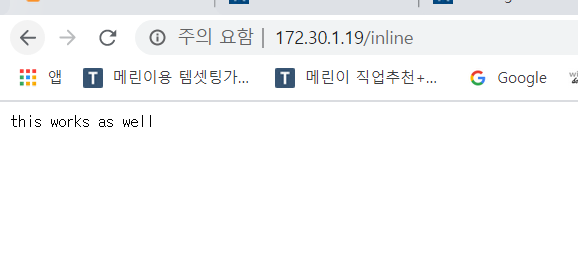 주의 요함 | 172.30.1.19/inline
앱 T 메린이용 템셋팅가... T 메린이 직업추천+... G Google
this works as well